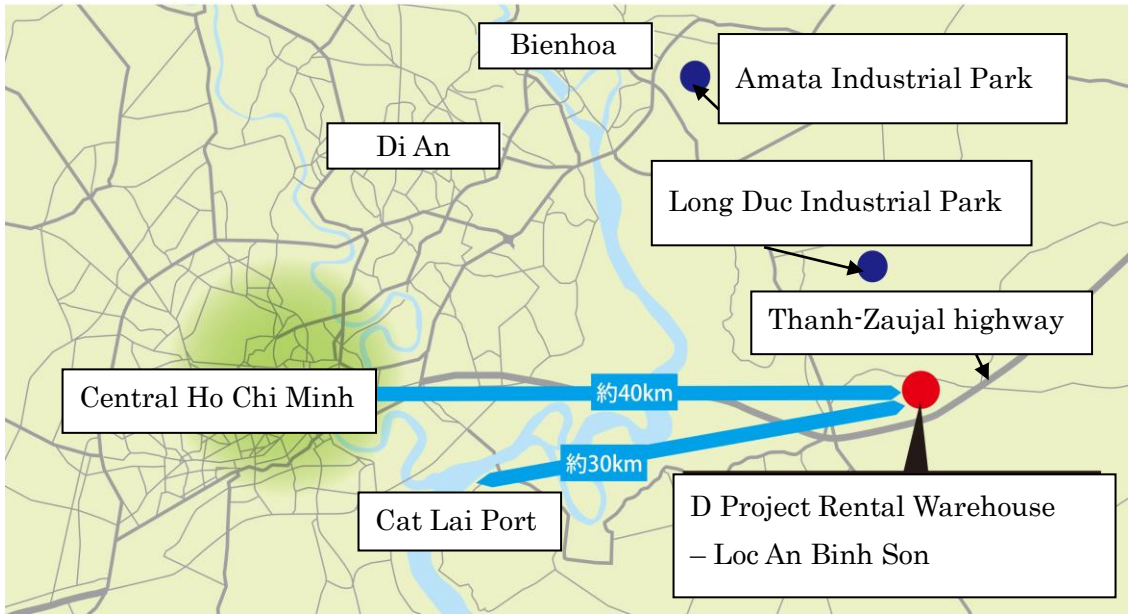 Bienhoa
Amata Industrial Park
Di An
Long Duc Industrial Park
Thanh-Zaujal highway
Central Ho Chi Minh
約40km
約30km
Cat Lai Port
D Project Rental Warehouse
– Loc An Binh Son